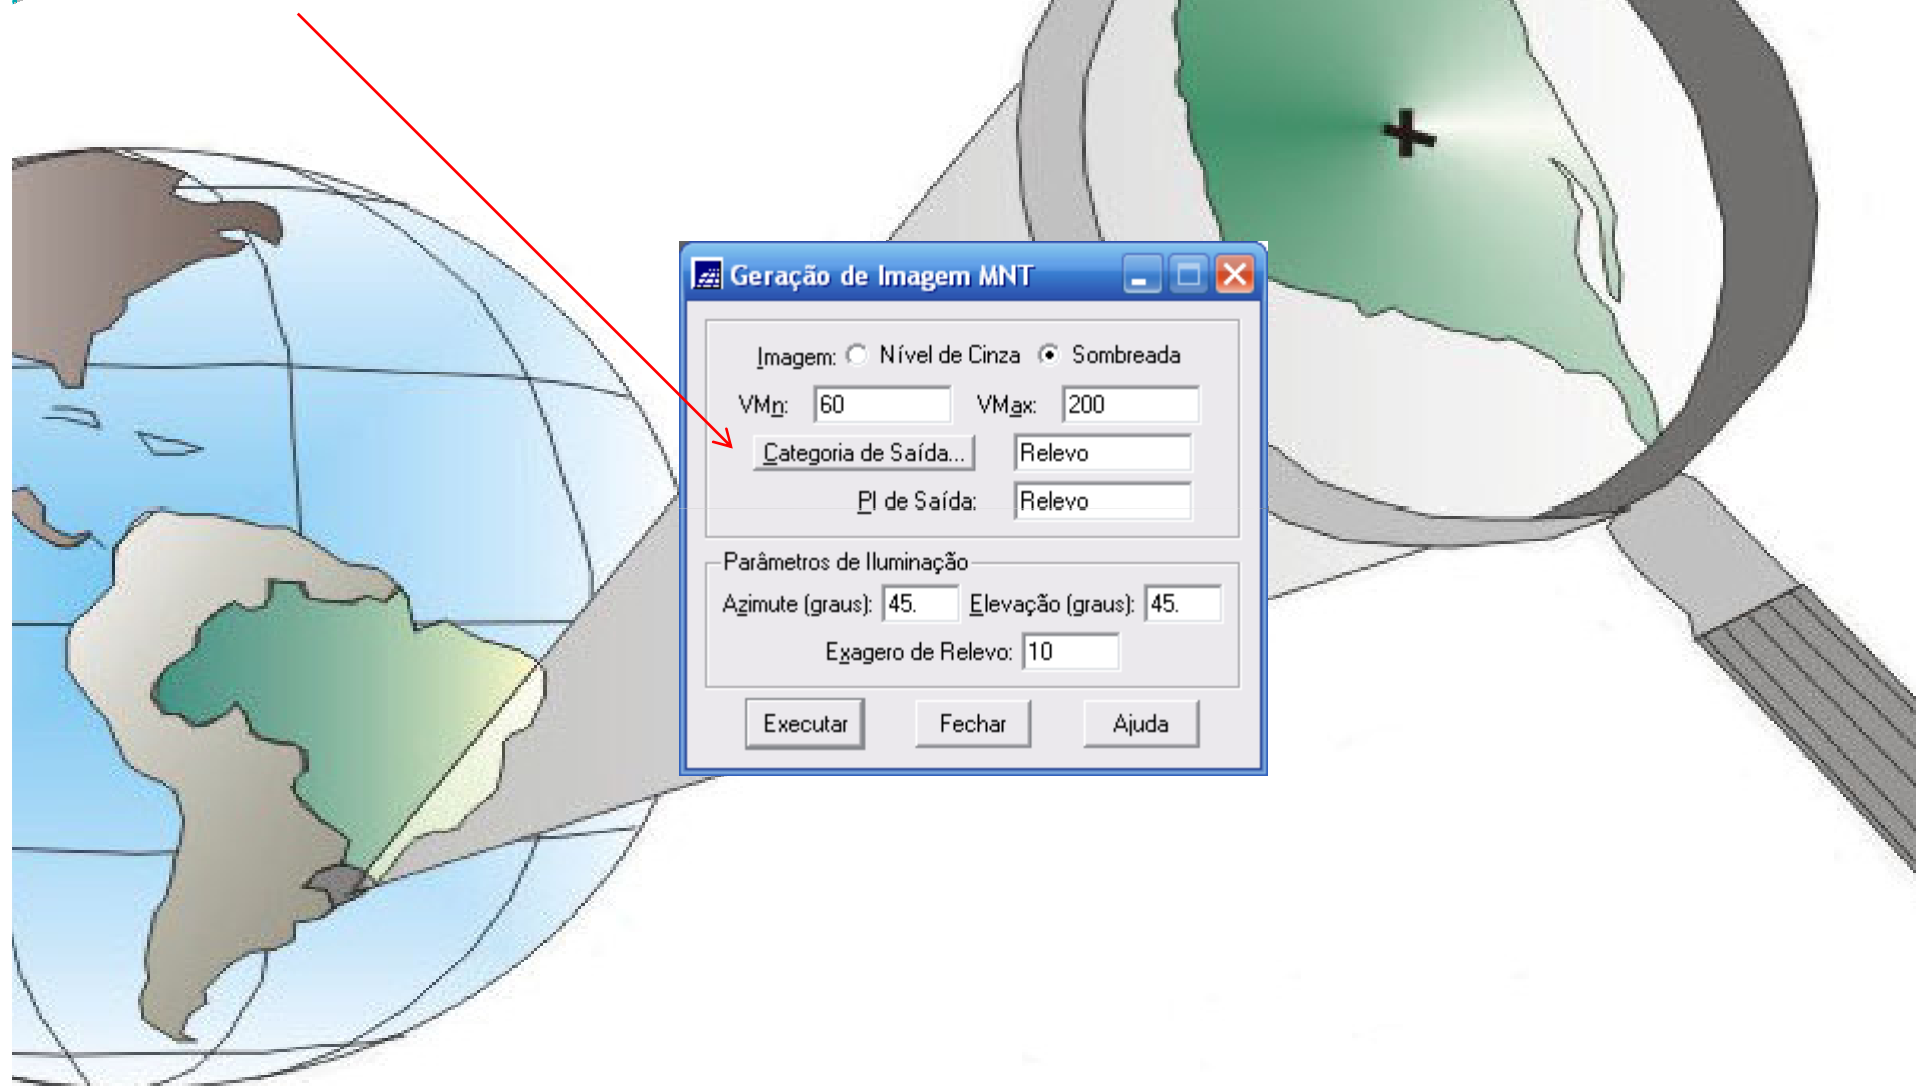 Geração de Imagem MNT
Imagem: Nível de Cinza Sombreada
VMn: 60 VMax: 200
Categoria de Saída... Relevo
PI de Saída: Relevo
Parâmetros de Iluminação
Azimute (graus): 45. Elevação (graus): 45.
Exagero de Relevo: 10
Executar Fechar Ajuda